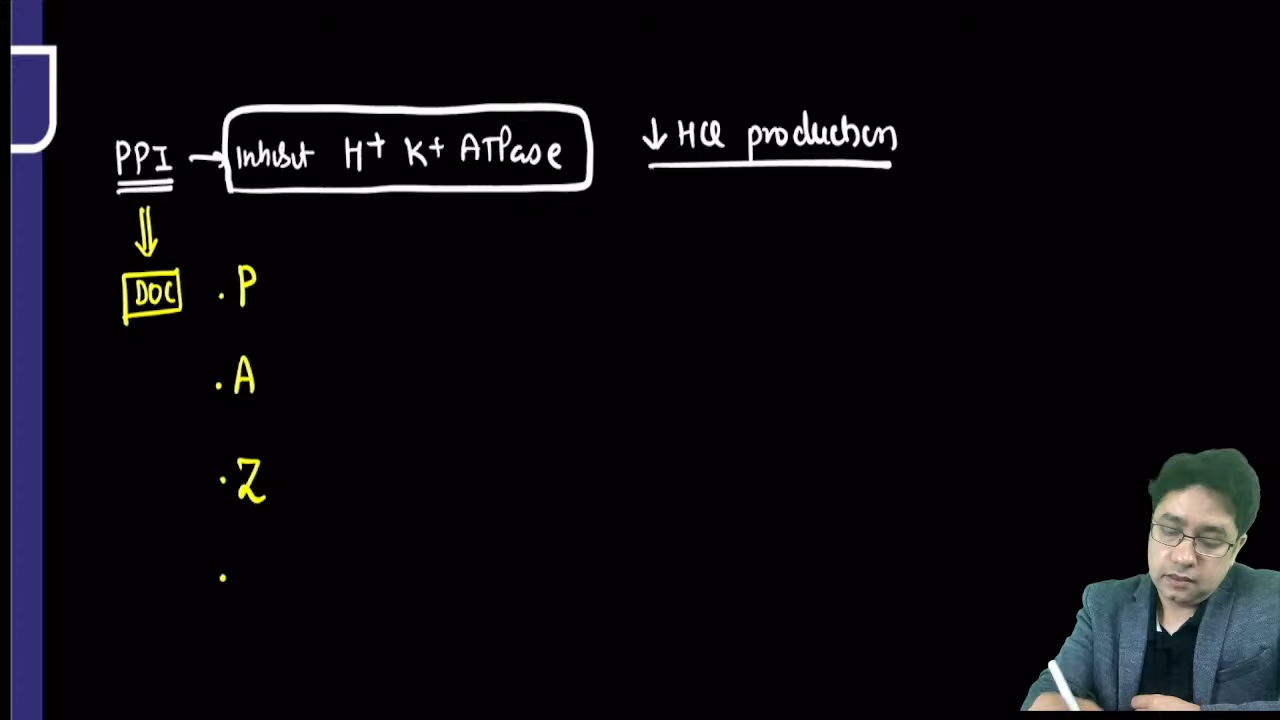 PPI → Inhibit H+ K+ ATPase ↓ HCl production
⇓
DOC . P
. A
. Z
.